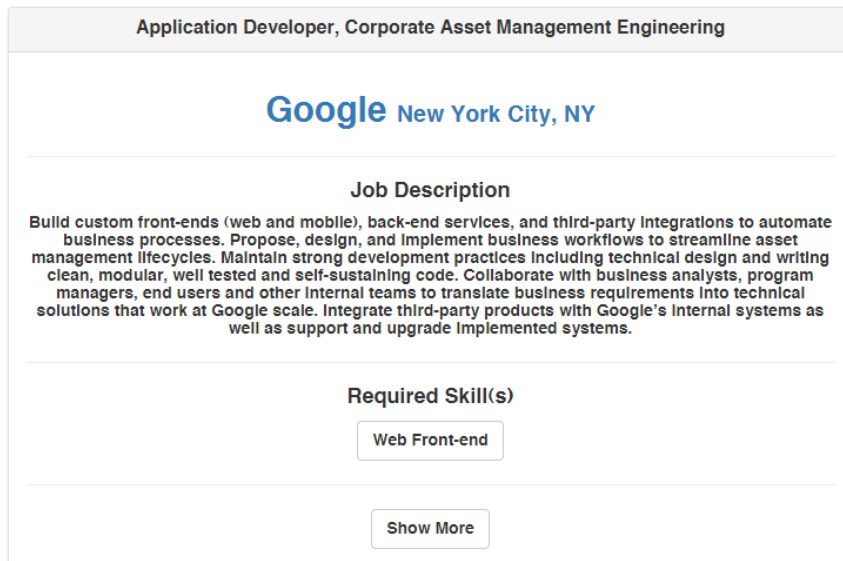 Application Developer, Corporate Asset Management Engineering
Google New York City, NY
Job Description
Build custom front-ends (web and mobile), back-end services, and third-party integrations to automate
business processes. Propose, design, and implement business workflows to streamline asset
management lifecycles. Maintain strong development practices including technical design and writing
clean, modular, well tested and self-sustaining code. Collaborate with business analysts, program
managers, end users and other internal teams to translate business requirements into technical
solutions that work at Google scale. Integrate third-party products with Google's internal systems as
well as support and upgrade implemented systems.
Required Skill(s)
Web Front-end
Show More